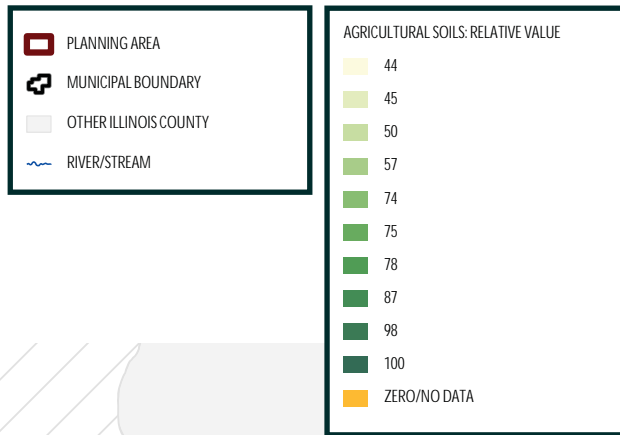 PLANNING AREA
MUNICIPAL BOUNDARY
OTHER ILLINOIS COUNTY
RIVER/STREAM
AGRICULTURAL SOILS: RELATIVE VALUE
44
45
50
57
74
75
78
87
98
100
ZERO/NO DATA